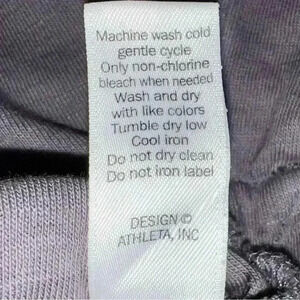 Machine wash cold
gentle cycle
Only non-chlorine
bleach when needed
Wash and dry
with like colors
Tumble dry low
Cool iron
Do not dry clean
Do not iron label
DESIGN ©
ATHLETA, INC